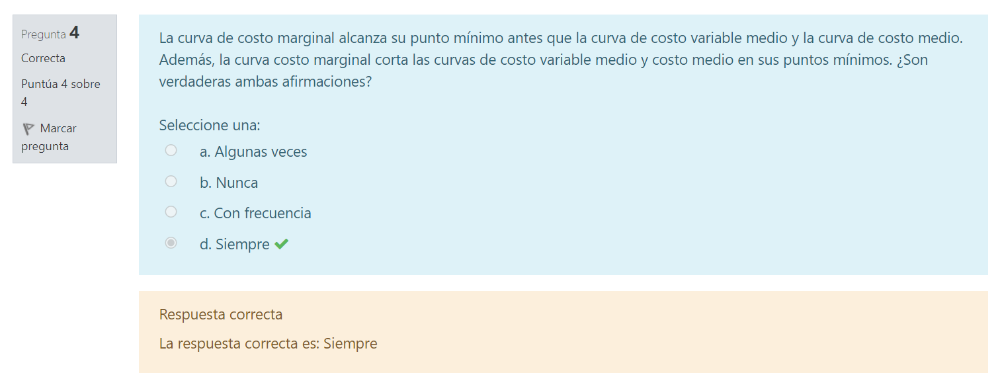 Pregunta 4
Correcta
Puntúa 4 sobre
4
Marcar
pregunta
La curva de costo marginal alcanza su punto mínimo antes que la curva de costo variable medio y la curva de costo medio.
Además, la curva costo marginal corta las curvas de costo variable medio y costo medio en sus puntos mínimos. ¿Son
verdaderas ambas afirmaciones?
Seleccione una:
a. Algunas veces
b. Nunca
c. Con frecuencia
d. Siempre
Respuesta correcta
La respuesta correcta es: Siempre